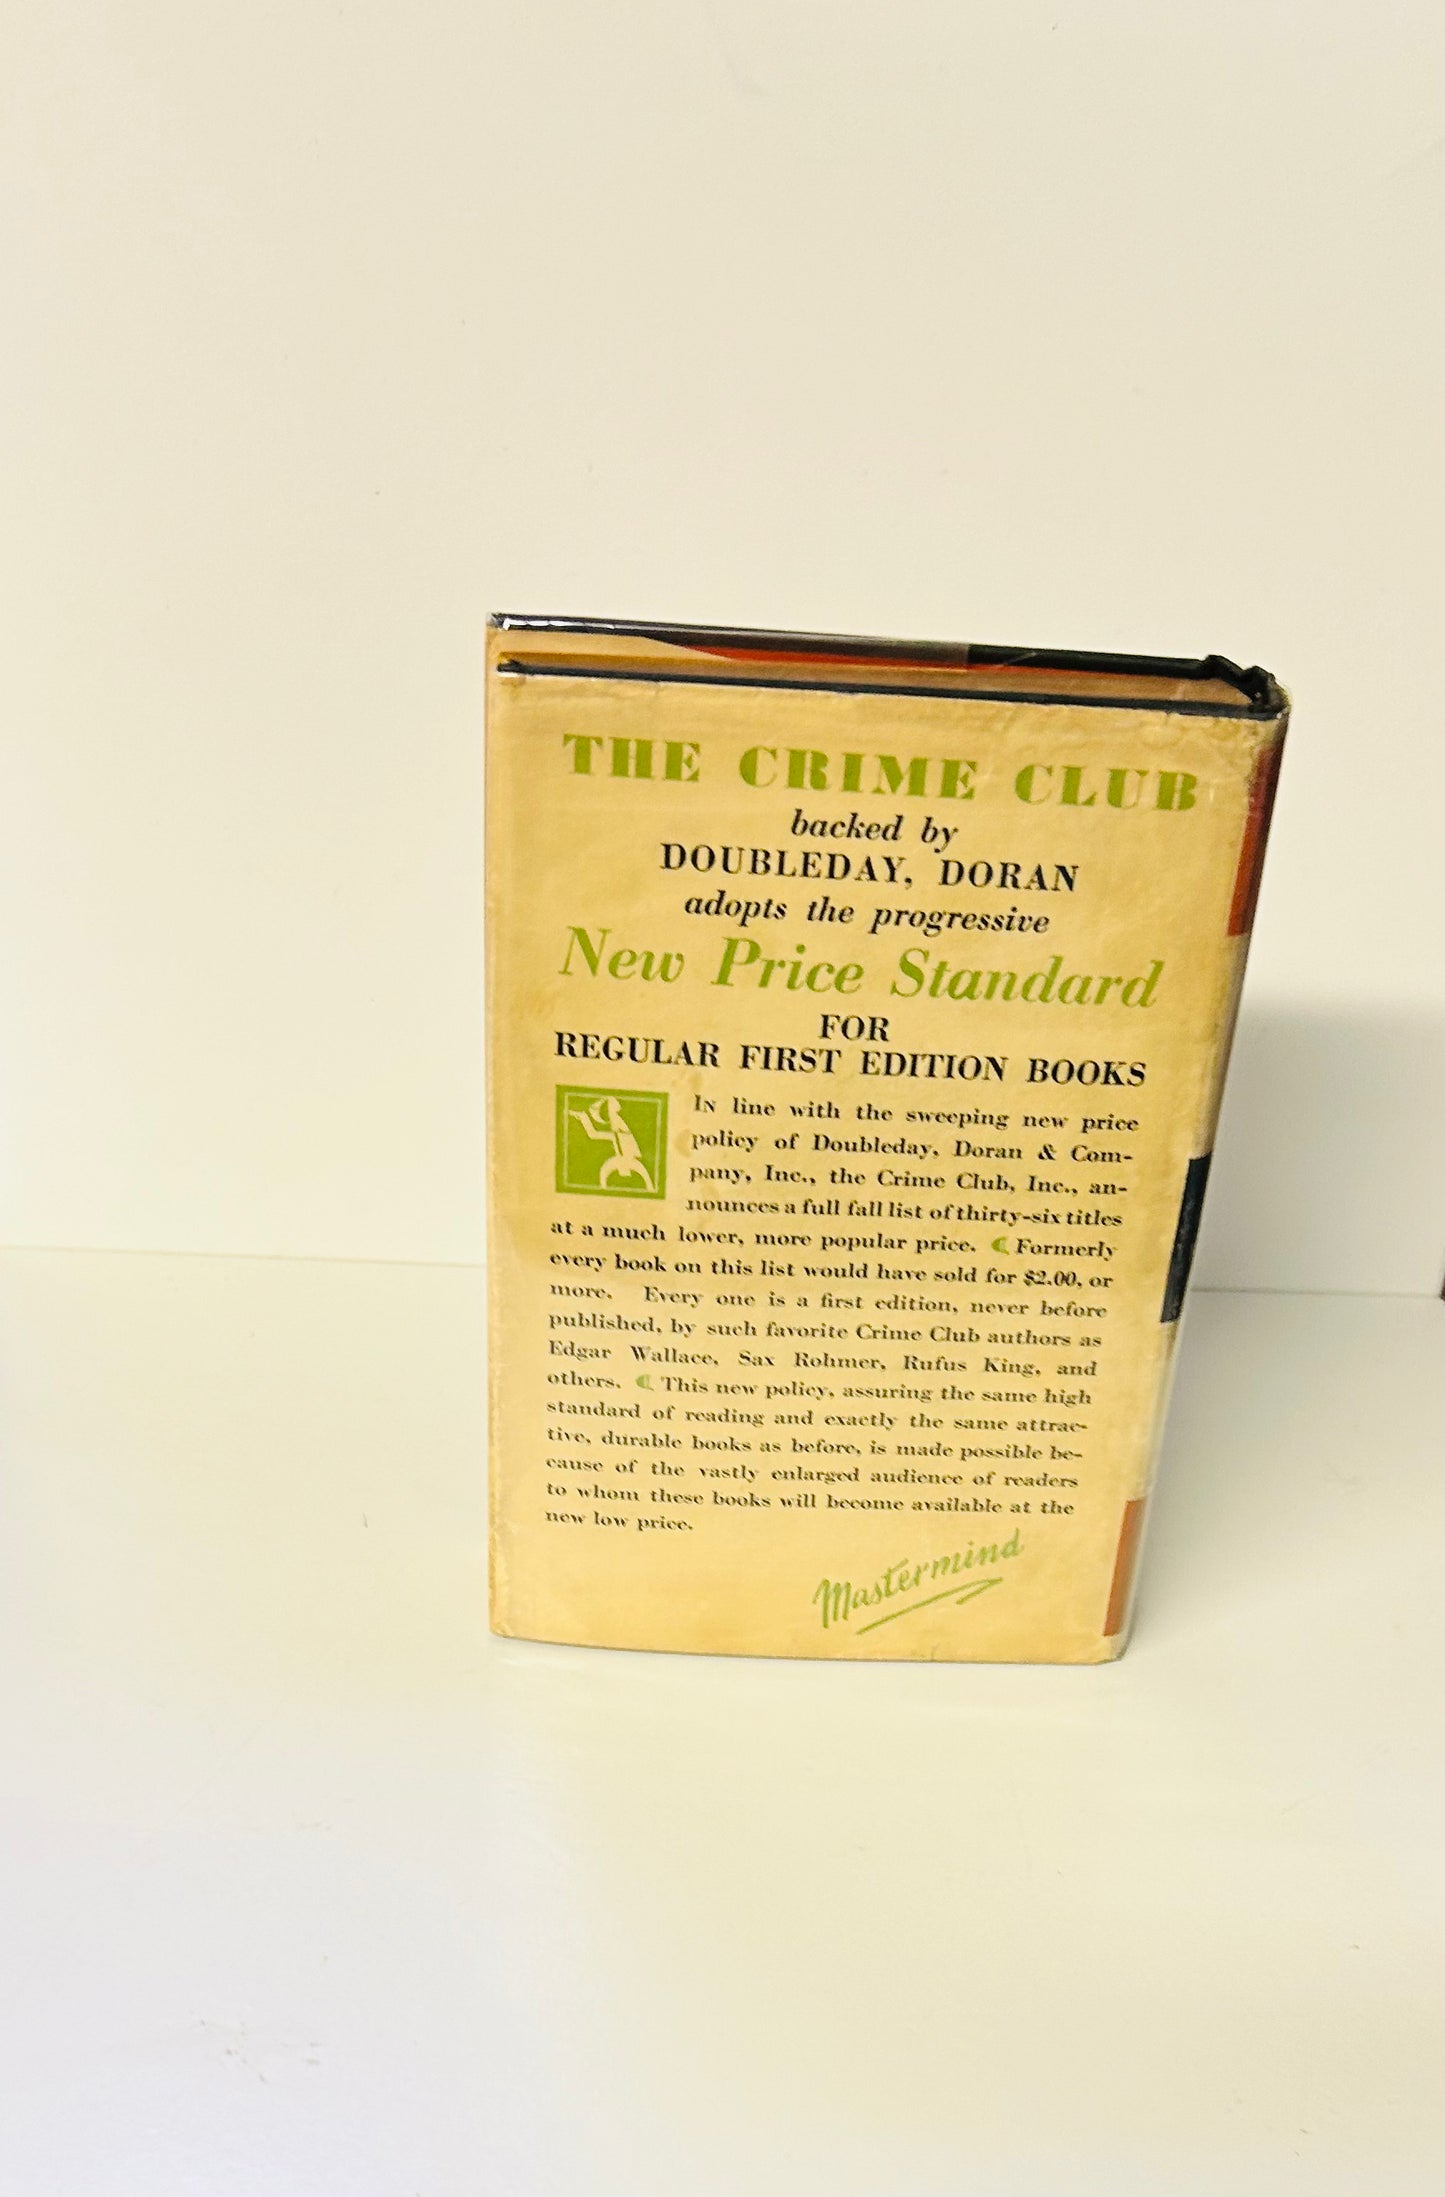 THE CRIME CLUB
backed by
DOUBLEDAY, DORAN
adopts the progressive
New Price Standard
FOR
REGULAR FIRST EDITION BOOKS
IN line with the sweeping new price
policy of Doubleday, Doran & Com-
pany, Inc., the Crime Club, Inc., an-
nounces a full fall list of thirty-six titles
at a much lower, more popular price. Formerly
every book on this list would have sold for $2.00, or
more. Every one is a first edition, never before
published, by such favorite Crime Club authors as
Edgar Wallace, Sax Rohmer, Rufus King, and
others. This new policy, assuring the same high
standard of reading and exactly the same attrac-
tive, durable books as before, is made possible be-
cause of the vastly enlarged audience of readers
to whom these books will become available at the
new low price.
Mastermind